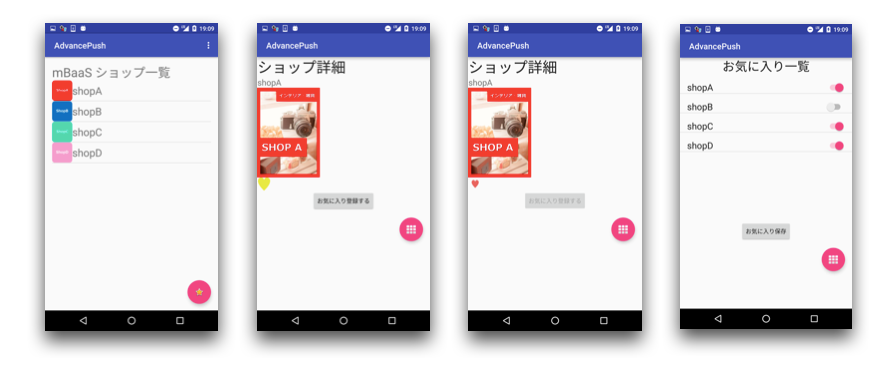 19:09
AdvancePush
mBaaS ショップ一覧
shopA
shopB
shopC
shopD
19:09
AdvancePush
ショップ詳細
shopA
インテリア・雑貨
SHOP A
お気に入り登録する
19:09
AdvancePush
ショップ詳細
shopA
インテリア・雑貨
SHOP A
お気に入り登録する
19:09
AdvancePush
お気に入り一覧
shopA
shopB
shopC
shopD
お気に入り保存